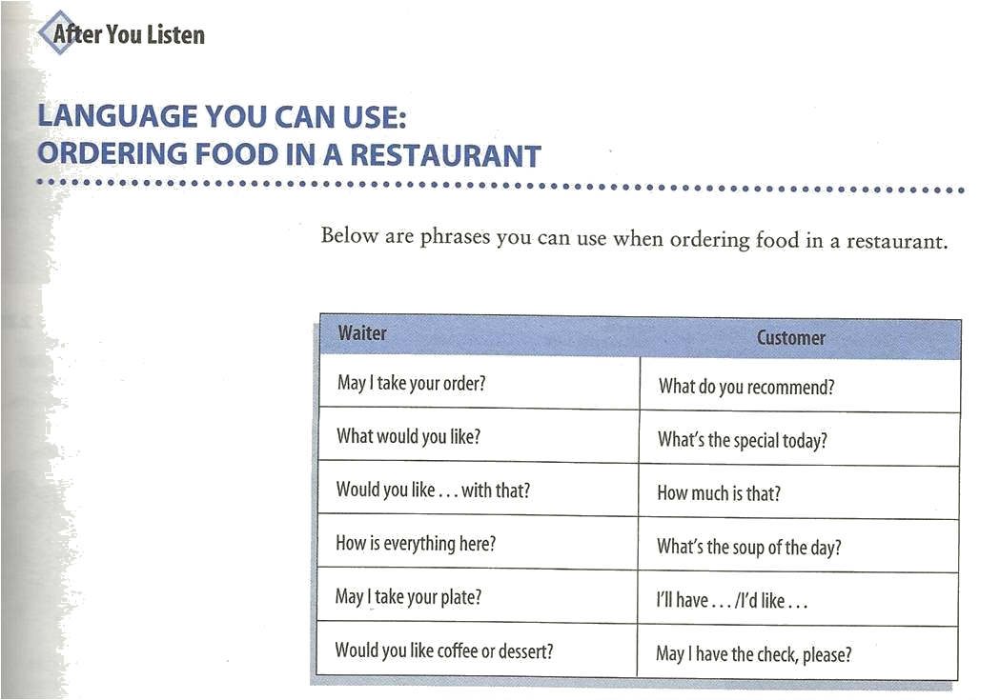 After You Listen
LANGUAGE YOU CAN USE:
ORDERING FOOD IN A RESTAURANT
Below are phrases you can use when ordering food in a restaurant.
Waiter Customer
May I take your order? What do you recommend?
What would you like? What's the special today?
Would you like . . . with that? How much is that?
How is everything here? What's the soup of the day?
May I take your plate? I'll have . . . /I'd like . . .
Would you like coffee or dessert? May I have the check, please?